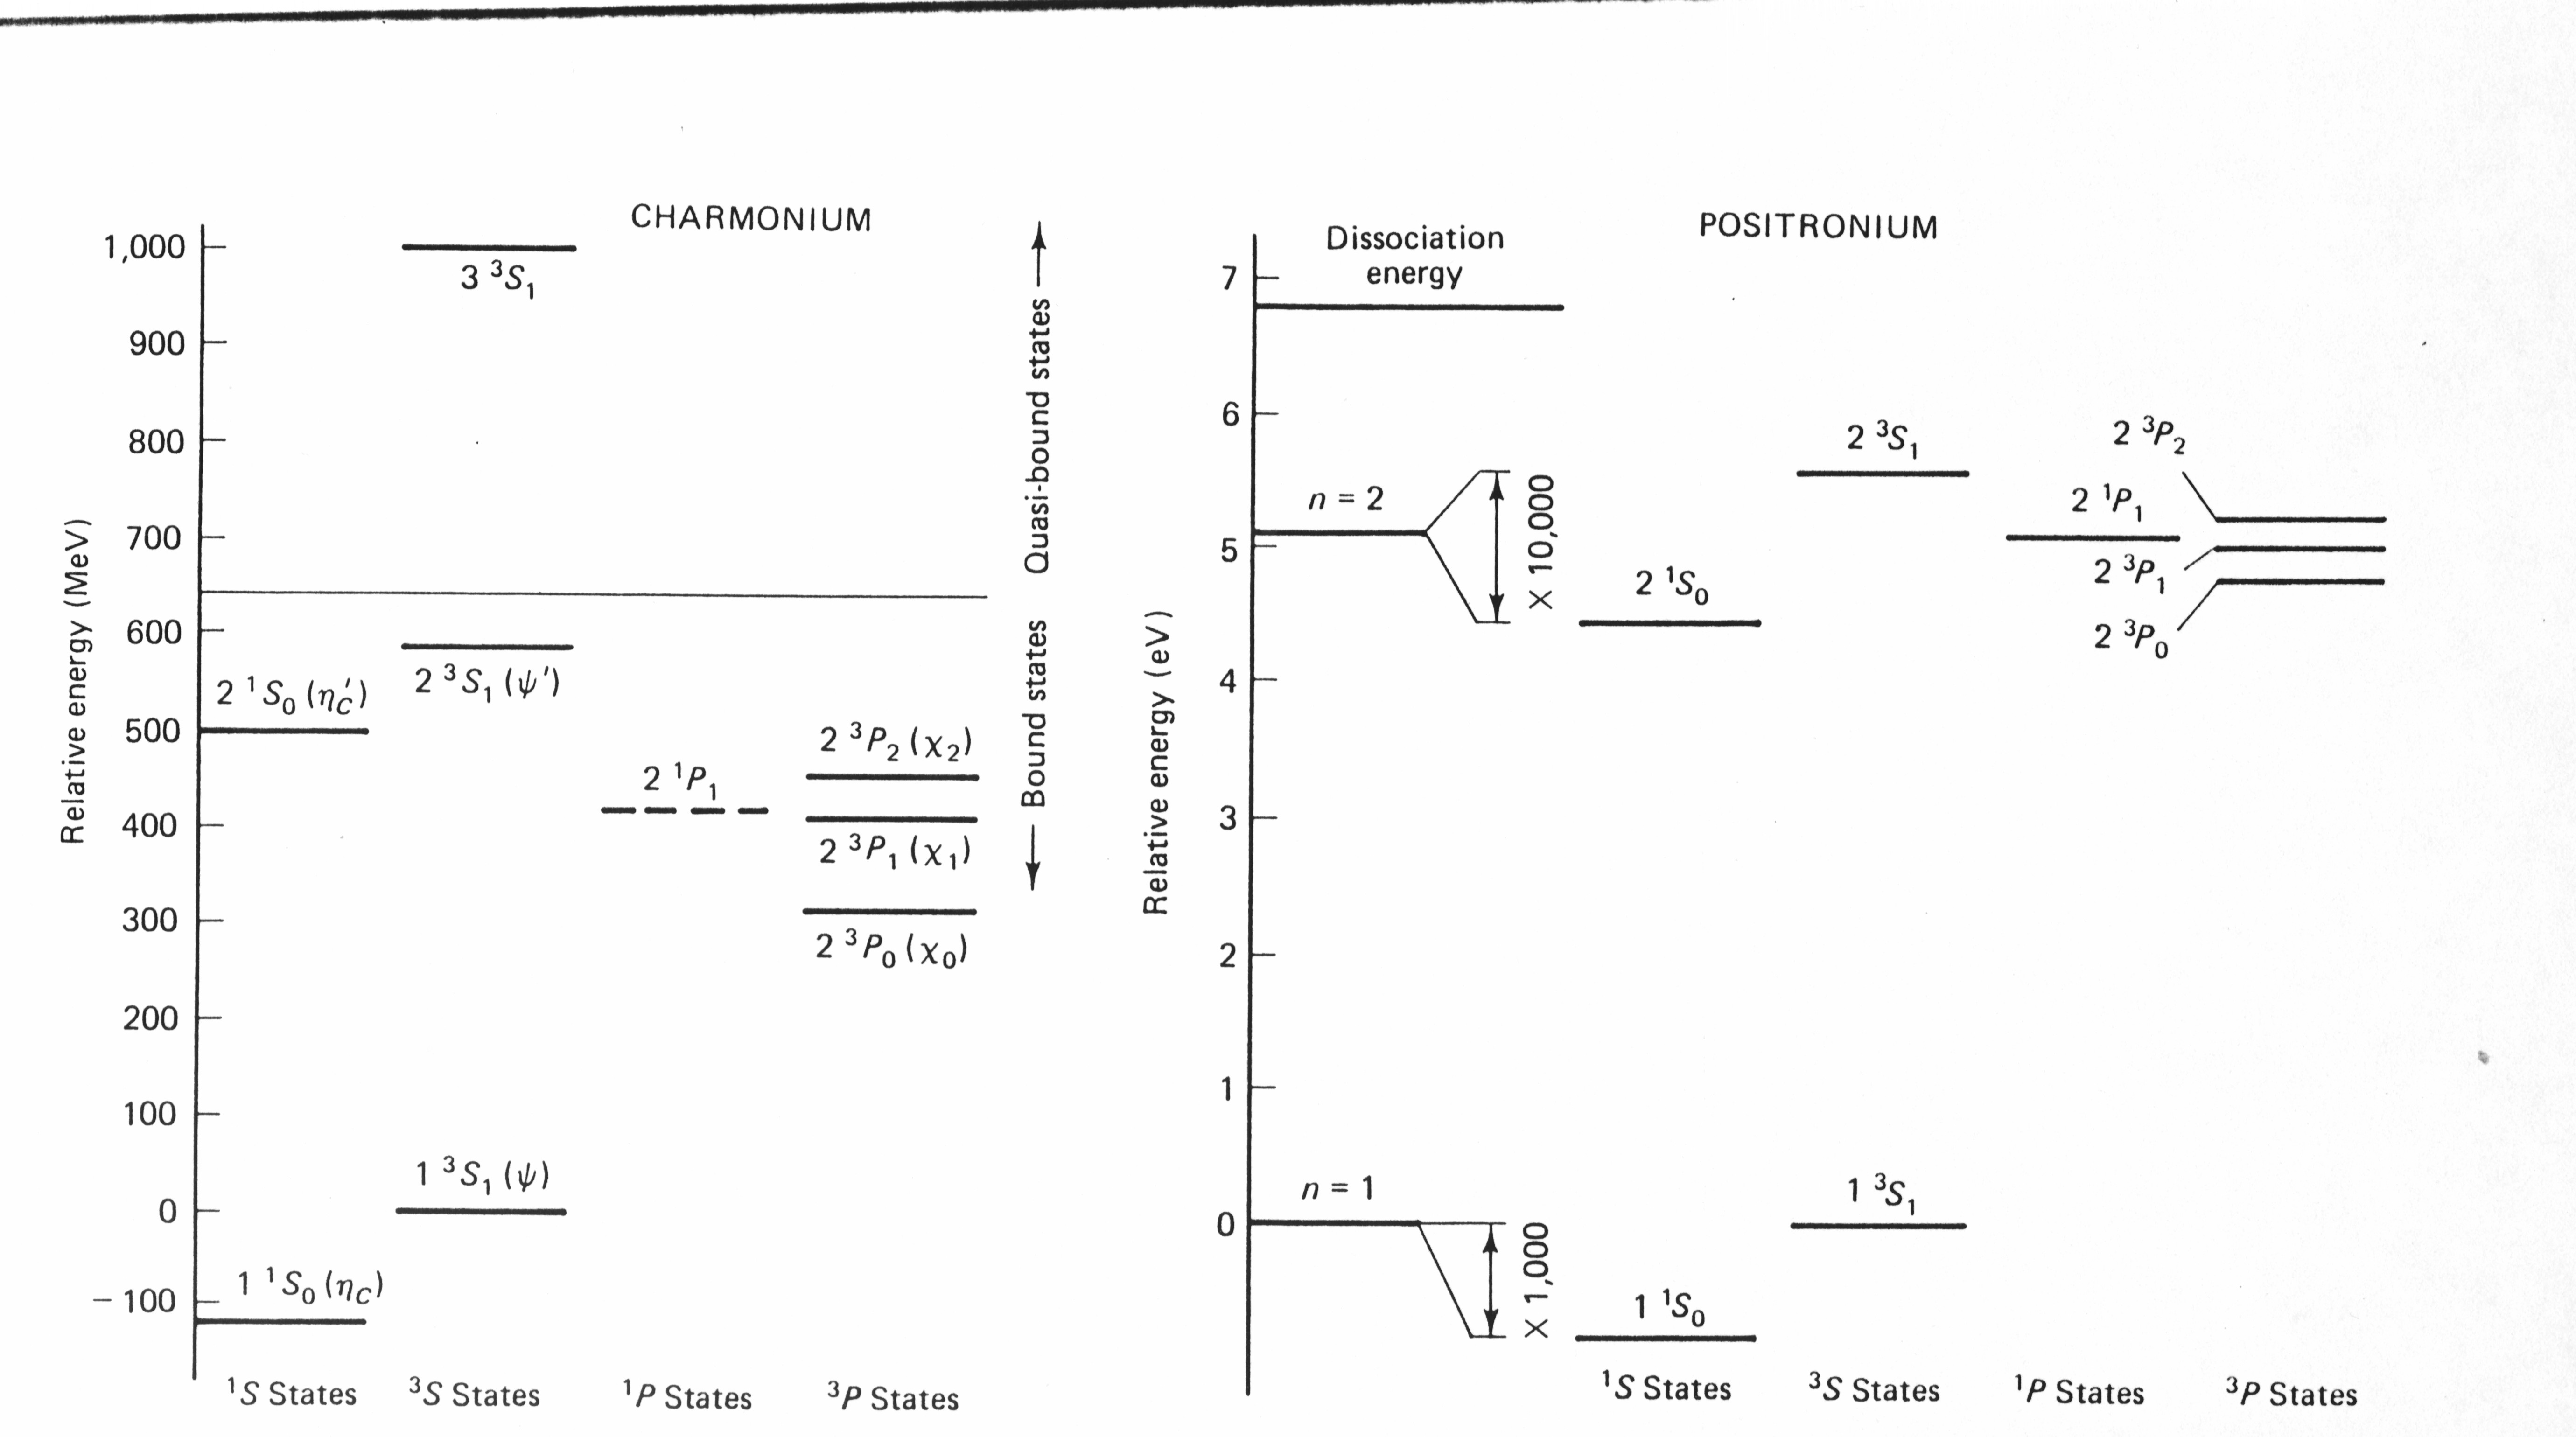 CHARMONIUM
Relative energy (MeV)
1,000
900
800
700
600
500
400
300
200
100
0
− 100
3 ³S₁
2 ¹S₀ (η′c)
2 ³S₁ (ψ′)
2 ¹P₁
2 ³P₂ (χ₂)
2 ³P₁ (χ₁)
2 ³P₀ (χ₀)
1 ³S₁ (ψ)
1 ¹S₀ (ηc)
¹S States
³S States
¹P States
³P States
Quasi-bound states
Bound states
POSITRONIUM
Relative energy (eV)
7
6
5
4
3
2
1
0
Dissociation
energy
n = 2
× 10,000
2 ¹S₀
2 ³S₁
2 ¹P₁
2 ³P₂
2 ³P₁
2 ³P₀
n = 1
× 1,000
1 ¹S₀
1 ³S₁
¹S States
³S States
¹P States
³P States